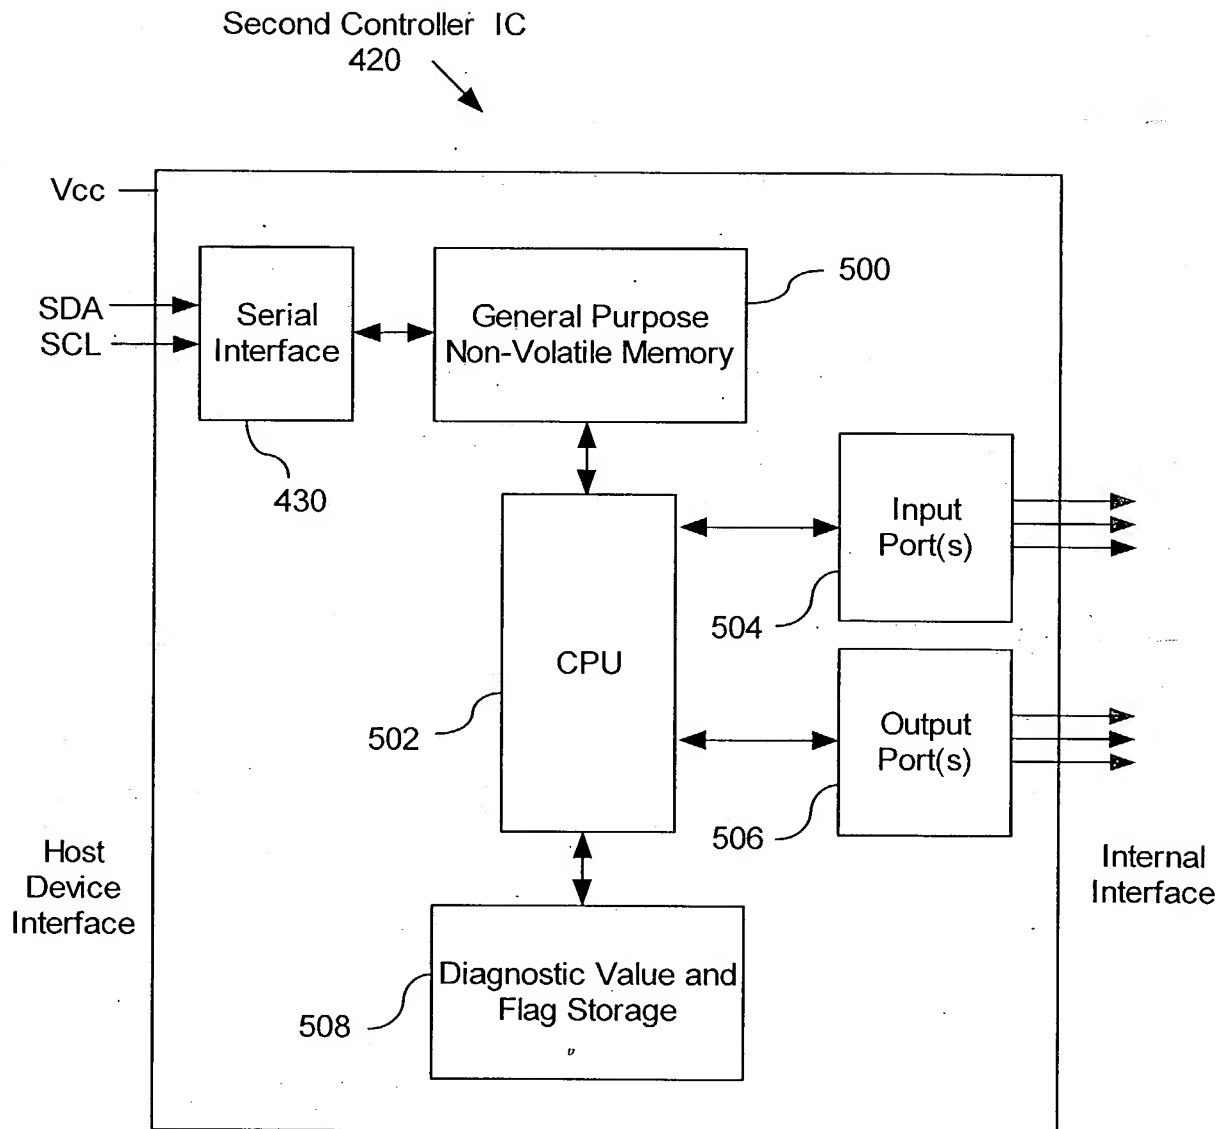 Second Controller IC
420
Vcc
SDA
SCL
Serial
Interface
430
General Purpose
Non-Volatile Memory
500
CPU
502
Input
Port(s)
504
Output
Port(s)
506
Host
Device
Interface
Internal
Interface
Diagnostic Value and
Flag Storage
508